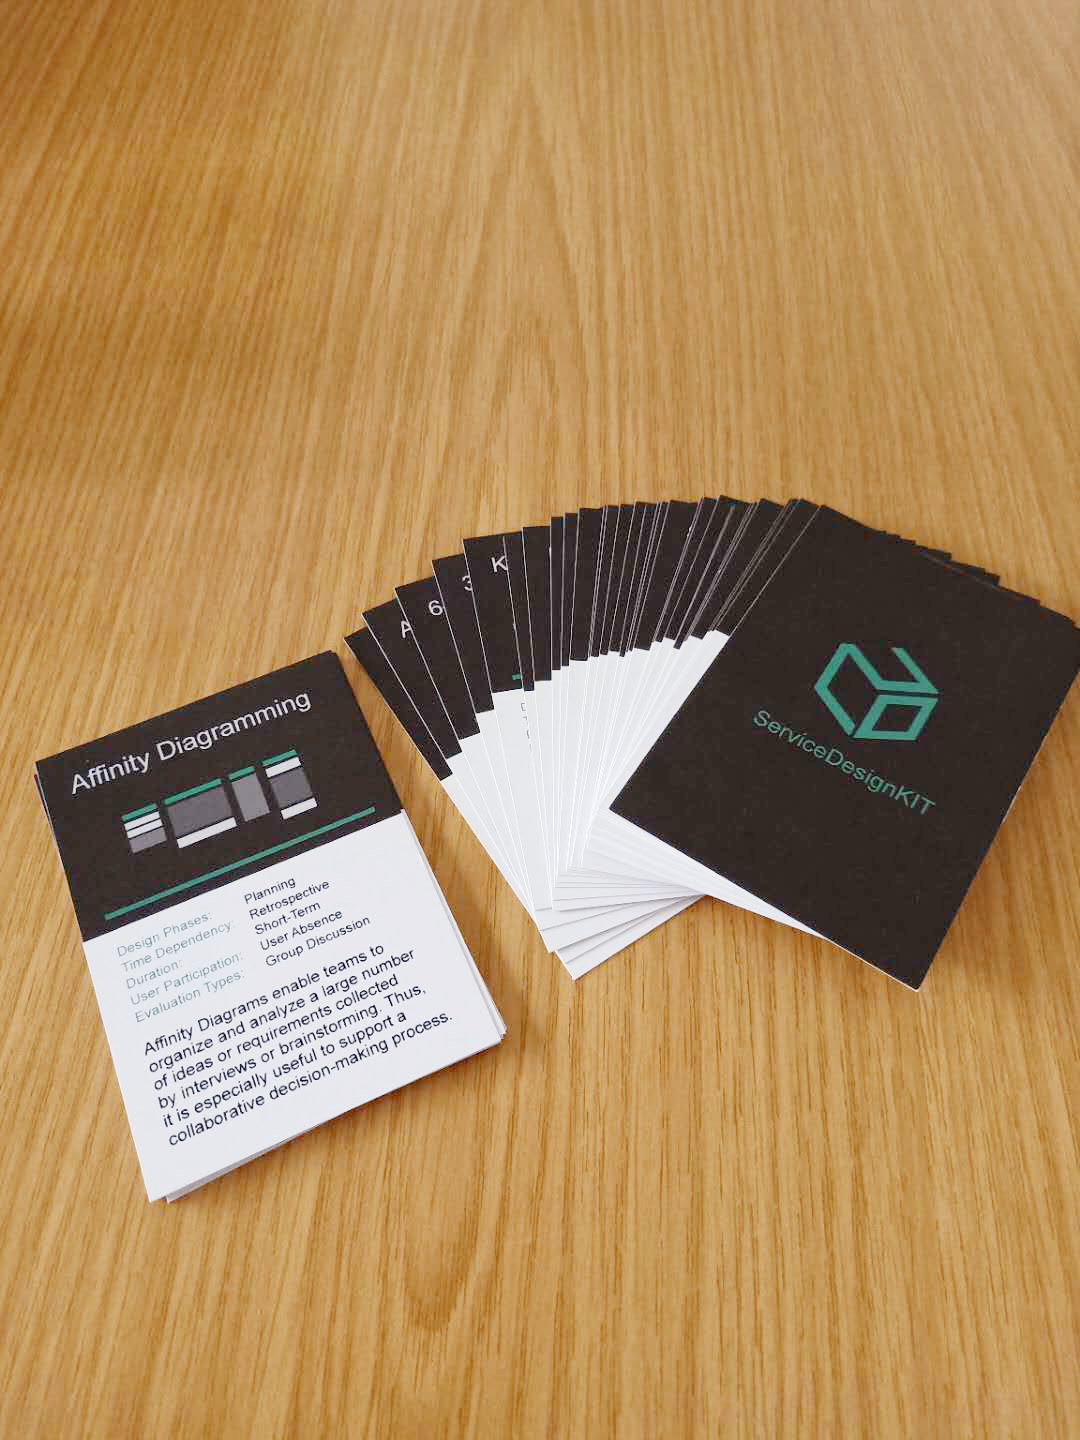 Affinity Diagramming
Design Phases: Planning
Time Dependency: Retrospective
Duration: Short-Term
User Participation: User Absence
Evaluation Types: Group Discussion
Affinity Diagrams enable teams to
organize and analyze a large number
of ideas or requirements collected
by interviews or brainstorming. Thus,
it is especially useful to support a
collaborative decision-making process.
A
6
3
K
D
T
D
ServiceDesignKIT